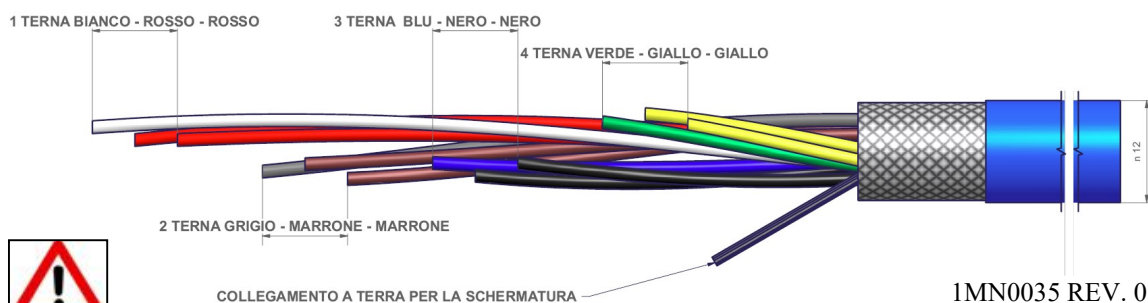 1 TERNA BIANCO - ROSSO - ROSSO
3 TERNA BLU - NERO - NERO
4 TERNA VERDE - GIALLO - GIALLO
n 12
2 TERNA GRIGIO - MARRONE - MARRONE
COLLEGAMENTO A TERRA PER LA SCHERMATURA
1MN0035 REV. 0